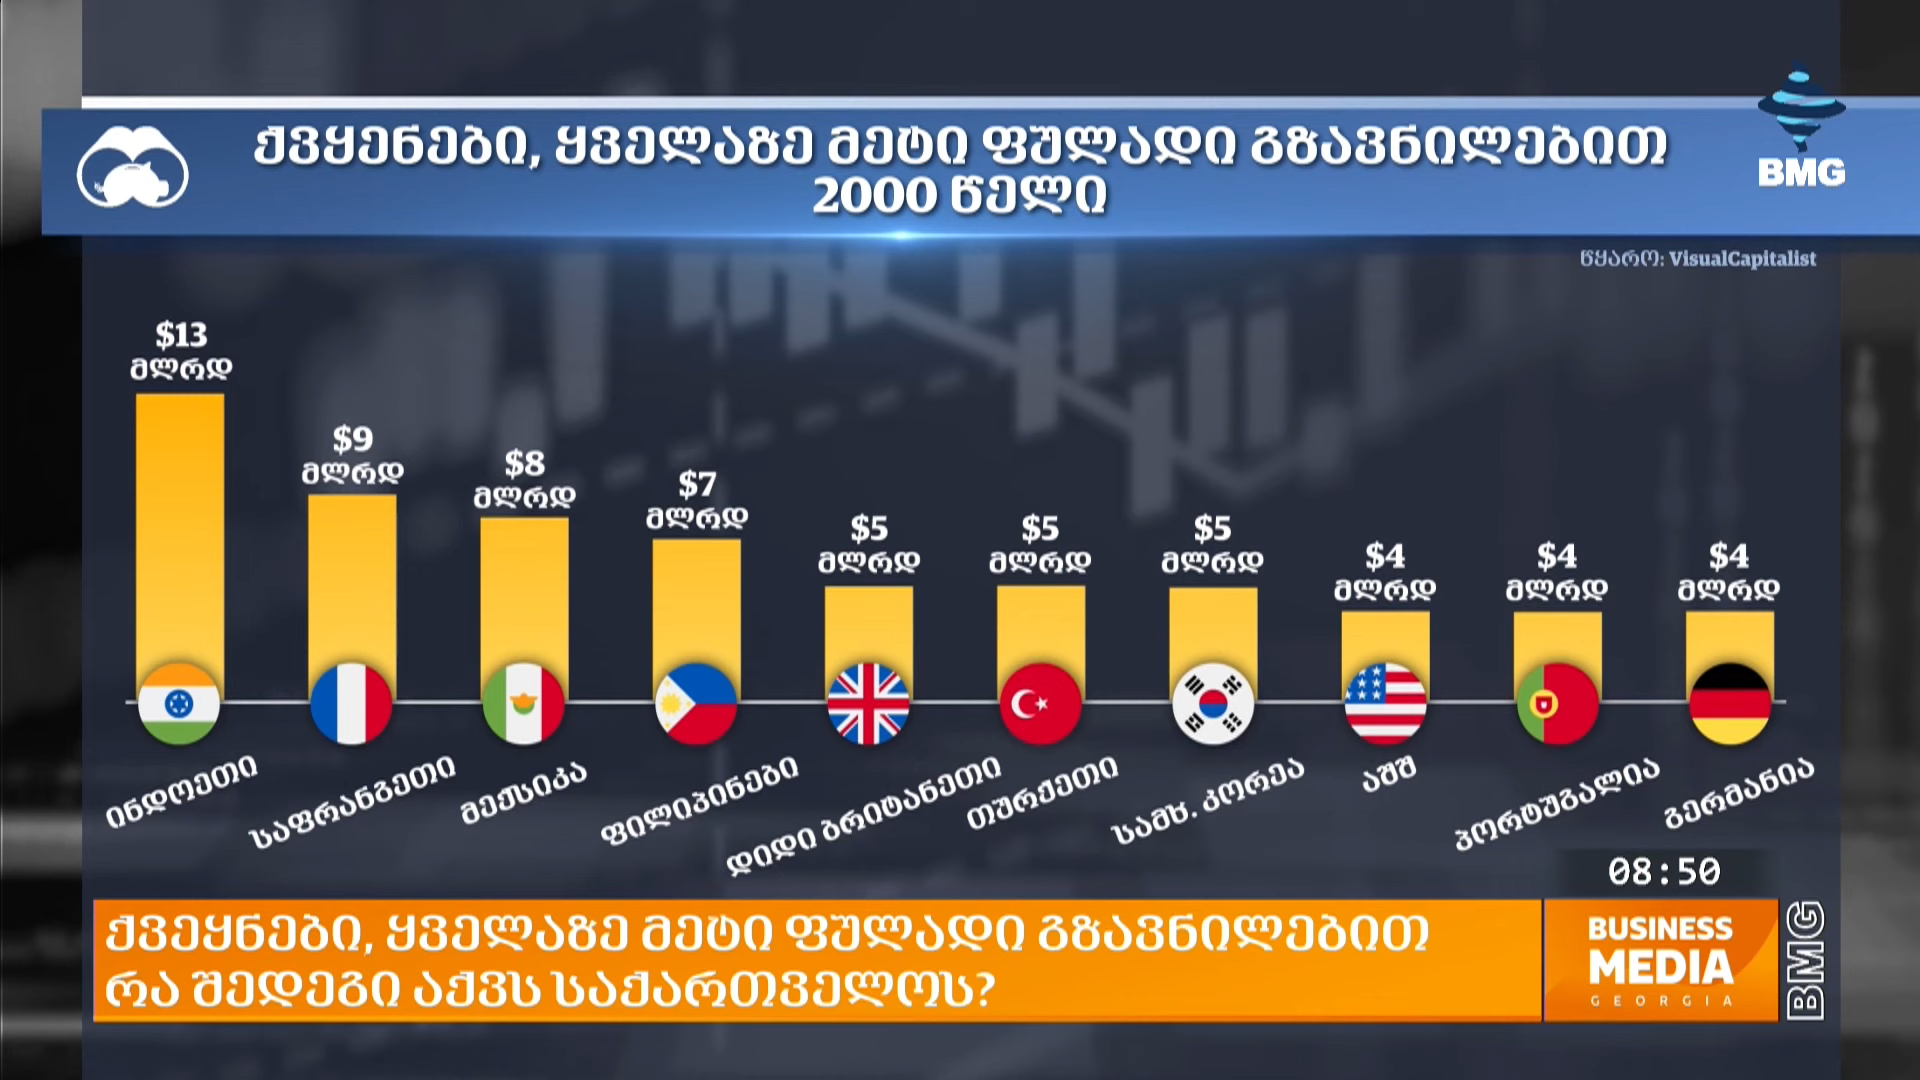 ქვყენები, ყველაზე მეტი ფულადი გზავნილებით
2000 წელი
BMG
წყარო: VisualCapitalist
$13
მლრდ
$9
მლრდ
$8
მლრდ
$7
მლრდ
$5
მლრდ
$5
მლრდ
$5
მლრდ
$4
მლრდ
$4
მლრდ
$4
მლრდ
ინდოეთი
საფრანგეთი
მექსიკა
ფილიპინები
დიდი ბრიტანეთი
თურქეთი
სამხ. კორეა
აშშ
პორტუგალია
გერმანია
08:50
ქვეყნები, ყველაზე მეტი ფულადი გზავნილებით
რა შედეგი აქვს საქართველოს?
BUSINESS
MEDIA
GEORGIA
BMG